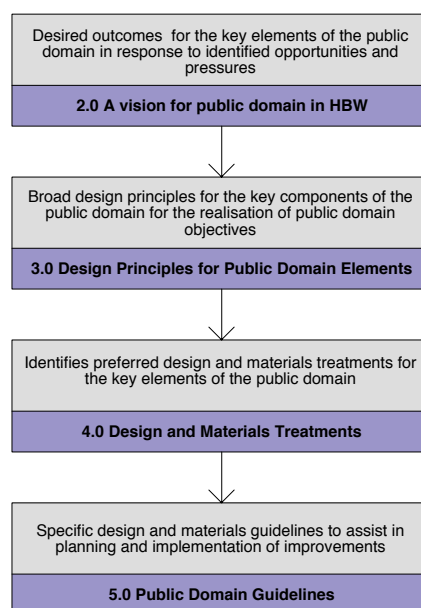 Desired outcomes for the key elements of the public
domain in response to identified opportunities and
pressures
2.0 A vision for public domain in HBW
Broad design principles for the key components of the
public domain for the realisation of public domain
objectives
3.0 Design Principles for Public Domain Elements
Identifies preferred design and materials treatments for
the key elements of the public domain
4.0 Design and Materials Treatments
Specific design and materials guidelines to assist in
planning and implementation of improvements
5.0 Public Domain Guidelines